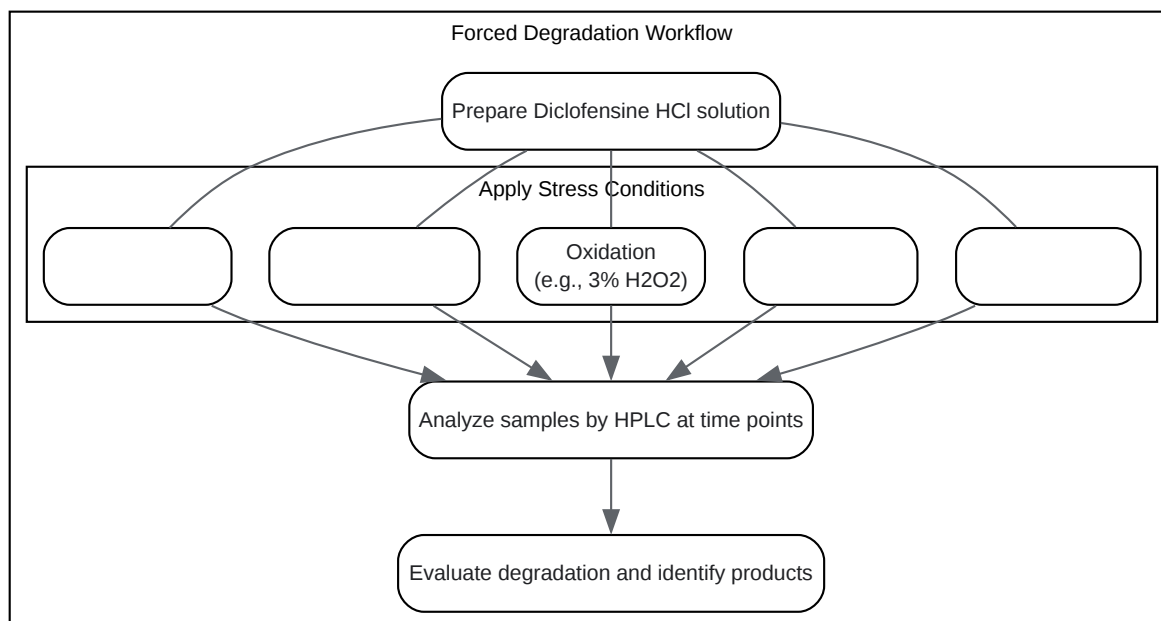 Forced Degradation Workflow
Prepare Diclofensine HCl solution
Apply Stress Conditions
Oxidation
(e.g., 3% H2O2)
Analyze samples by HPLC at time points
Evaluate degradation and identify products